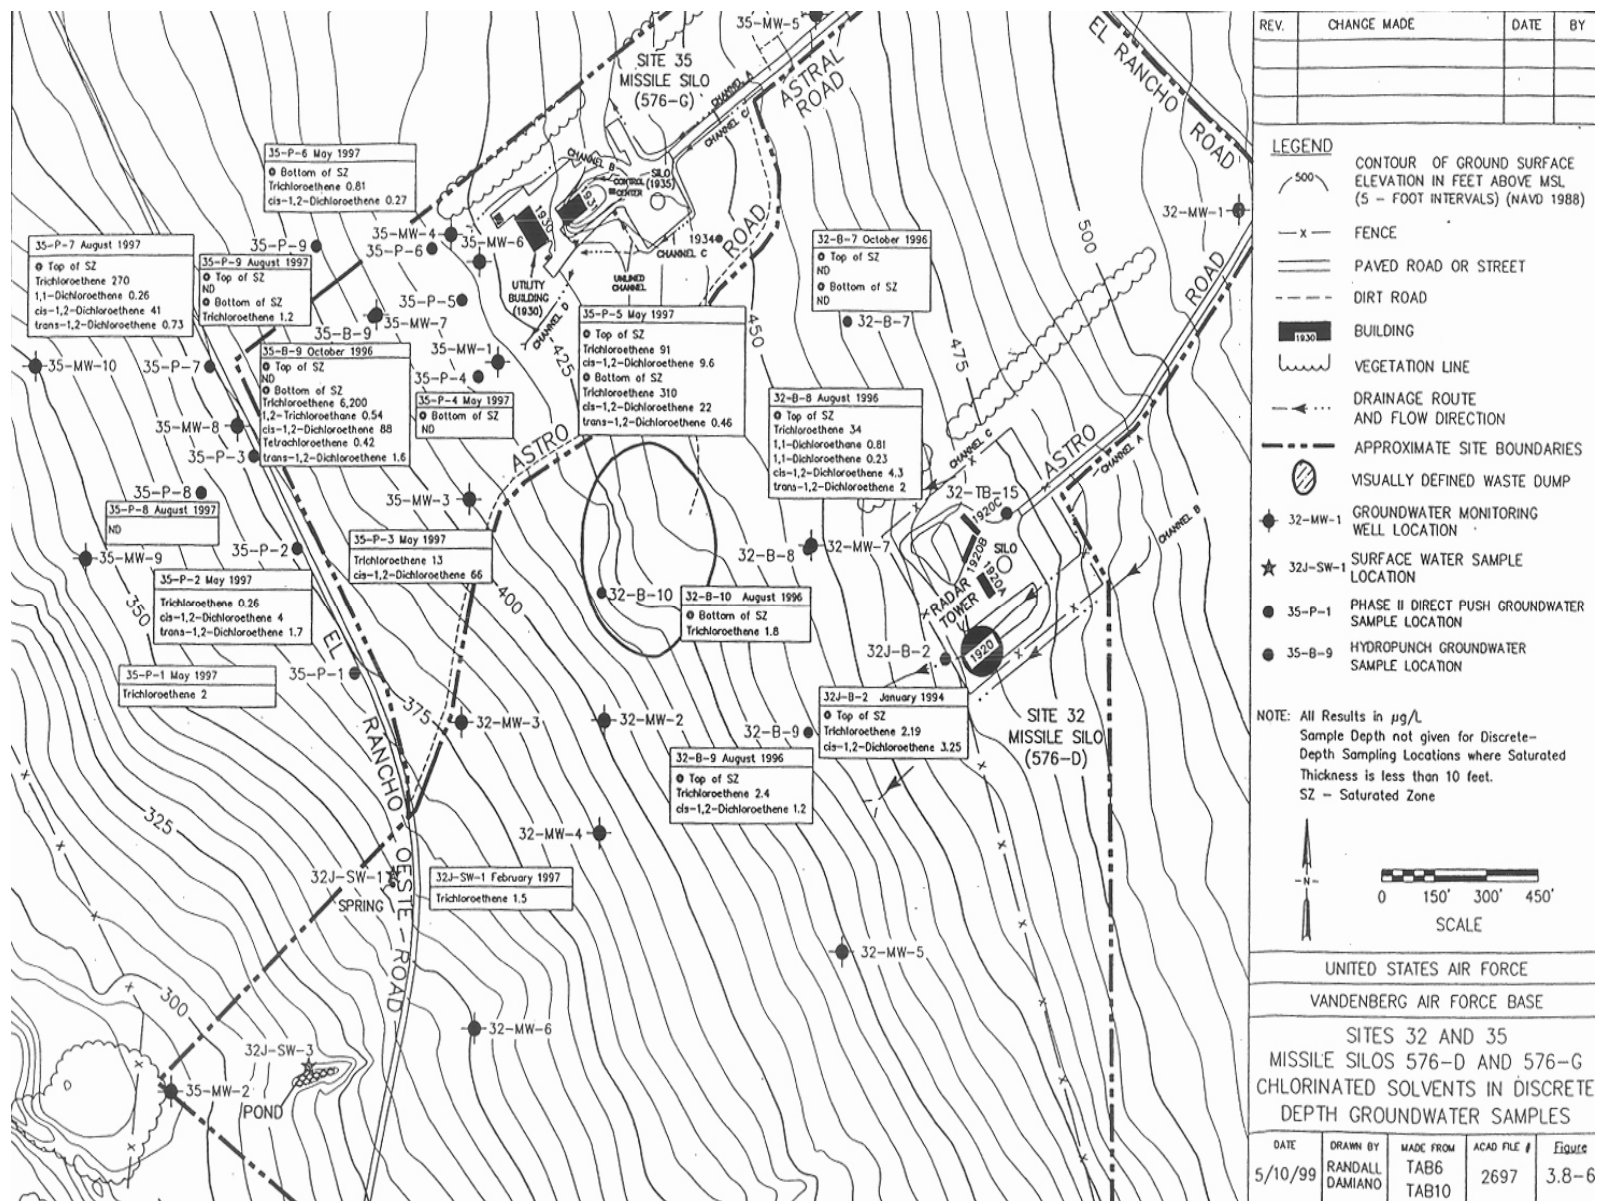 35-MW-5
SITE 35
MISSILE SILO
(576-G)
CHANNEL A
ASTRAL
ROAD
CHANNEL C
EL RANCHO ROAD
35-P-6 May 1997
Bottom of SZ
Trichloroethene 0.81
cis-1,2-Dichloroethene 0.27
CHANNEL B
CONTROL
CENTER
SILO
(1935)
1930
1931
1934
ROAD
CHANNEL C
UNLINED
CHANNEL
UTILITY
BUILDING
(1930)
CHANNEL D
35-MW-4
35-P-6
35-MW-6
35-P-9
35-P-5
35-MW-7
35-B-9
35-MW-1
35-P-4
425
450
475
500
32-MW-1
ROAD
35-P-7 August 1997
Top of SZ
Trichloroethene 270
1,1-Dichloroethene 0.26
cis-1,2-Dichloroethene 41
trans-1,2-Dichloroethene 0.73
35-P-9 August 1997
Top of SZ
ND
Bottom of SZ
Trichloroethene 1.2
32-B-7 October 1996
Top of SZ
ND
Bottom of SZ
ND
32-B-7
35-P-5 May 1997
Top of SZ
Trichloroethene 91
cis-1,2-Dichloroethene 9.6
Bottom of SZ
Trichloroethene 310
cis-1,2-Dichloroethene 22
trans-1,2-Dichloroethene 0.46
35-MW-10
35-P-7
35-B-9 October 1996
Top of SZ
ND
Bottom of SZ
Trichloroethene 6,200
1,2-Trichloroethane 0.54
cis-1,2-Dichloroethene 88
Tetrachloroethene 0.42
trans-1,2-Dichloroethene 1.6
35-P-4 May 1997
Bottom of SZ
ND
32-B-8 August 1996
Top of SZ
Trichloroethene 34
1,1-Dichloroethane 0.81
1,1-Dichloroethene 0.23
cis-1,2-Dichloroethene 4.3
trans-1,2-Dichloroethene 2
35-MW-8
35-P-3
ASTRO
CHANNEL C
ASTRO
CHANNEL A
35-P-8
35-MW-3
32-TB-15
1920C
1920B
1920A
SILO
RADAR
TOWER
1920
CHANNEL B
35-P-8 August 1997
ND
35-P-2
35-MW-9
35-P-3 May 1997
Trichloroethene 13
cis-1,2-Dichloroethene 66
32-B-8
32-MW-7
35-P-2 May 1997
Trichloroethene 0.26
cis-1,2-Dichloroethene 4
trans-1,2-Dichloroethene 1.7
350
400
32-B-10
32-B-10 August 1996
Bottom of SZ
Trichloroethene 1.8
32J-B-2
35-P-1 May 1997
Trichloroethene 2
35-P-1
375
32-MW-3
32-MW-2
32-B-9
32J-B-2 January 1994
Top of SZ
Trichloroethene 2.19
cis-1,2-Dichloroethene 3.25
SITE 32
MISSILE SILO
(576-D)
32-B-9 August 1996
Top of SZ
Trichloroethene 2.4
cis-1,2-Dichloroethene 1.2
EL RANCHO OESTE ROAD
325
32-MW-4
32J-SW-1
SPRING
32J-SW-1 February 1997
Trichloroethene 1.5
32-MW-5
300
32-MW-6
32J-SW-3
35-MW-2
POND
REV. CHANGE MADE DATE BY
LEGEND
500
CONTOUR OF GROUND SURFACE
ELEVATION IN FEET ABOVE MSL
(5 - FOOT INTERVALS) (NAVD 1988)
FENCE
PAVED ROAD OR STREET
DIRT ROAD
1930
BUILDING
VEGETATION LINE
DRAINAGE ROUTE
AND FLOW DIRECTION
APPROXIMATE SITE BOUNDARIES
VISUALLY DEFINED WASTE DUMP
32-MW-1 GROUNDWATER MONITORING
WELL LOCATION
32J-SW-1 SURFACE WATER SAMPLE
LOCATION
35-P-1 PHASE II DIRECT PUSH GROUNDWATER
SAMPLE LOCATION
35-B-9 HYDROPUNCH GROUNDWATER
SAMPLE LOCATION
NOTE: All Results in µg/L
Sample Depth not given for Discrete-
Depth Sampling Locations where Saturated
Thickness is less than 10 feet.
SZ - Saturated Zone
N
0 150' 300' 450'
SCALE
UNITED STATES AIR FORCE
VANDENBERG AIR FORCE BASE
SITES 32 AND 35
MISSILE SILOS 576-D AND 576-G
CHLORINATED SOLVENTS IN DISCRETE
DEPTH GROUNDWATER SAMPLES
DATE DRAWN BY MADE FROM ACAD FILE # Figure
5/10/99 RANDALL DAMIANO TAB6 TAB10 2697 3.8-6